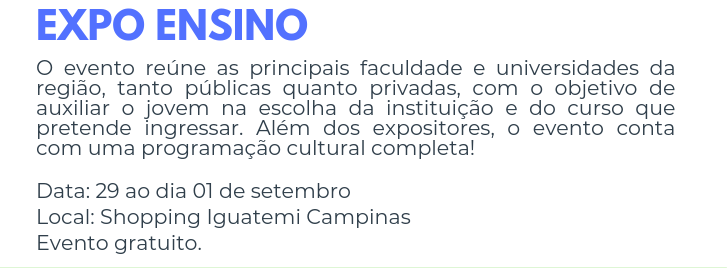 EXPO ENSINO
O evento reúne as principais faculdade e universidades da
região, tanto públicas quanto privadas, com o objetivo de
auxiliar o jovem na escolha da instituição e do curso que
pretende ingressar. Além dos expositores, o evento conta
com uma programação cultural completa!
Data: 29 ao dia 01 de setembro
Local: Shopping Iguatemi Campinas
Evento gratuito.